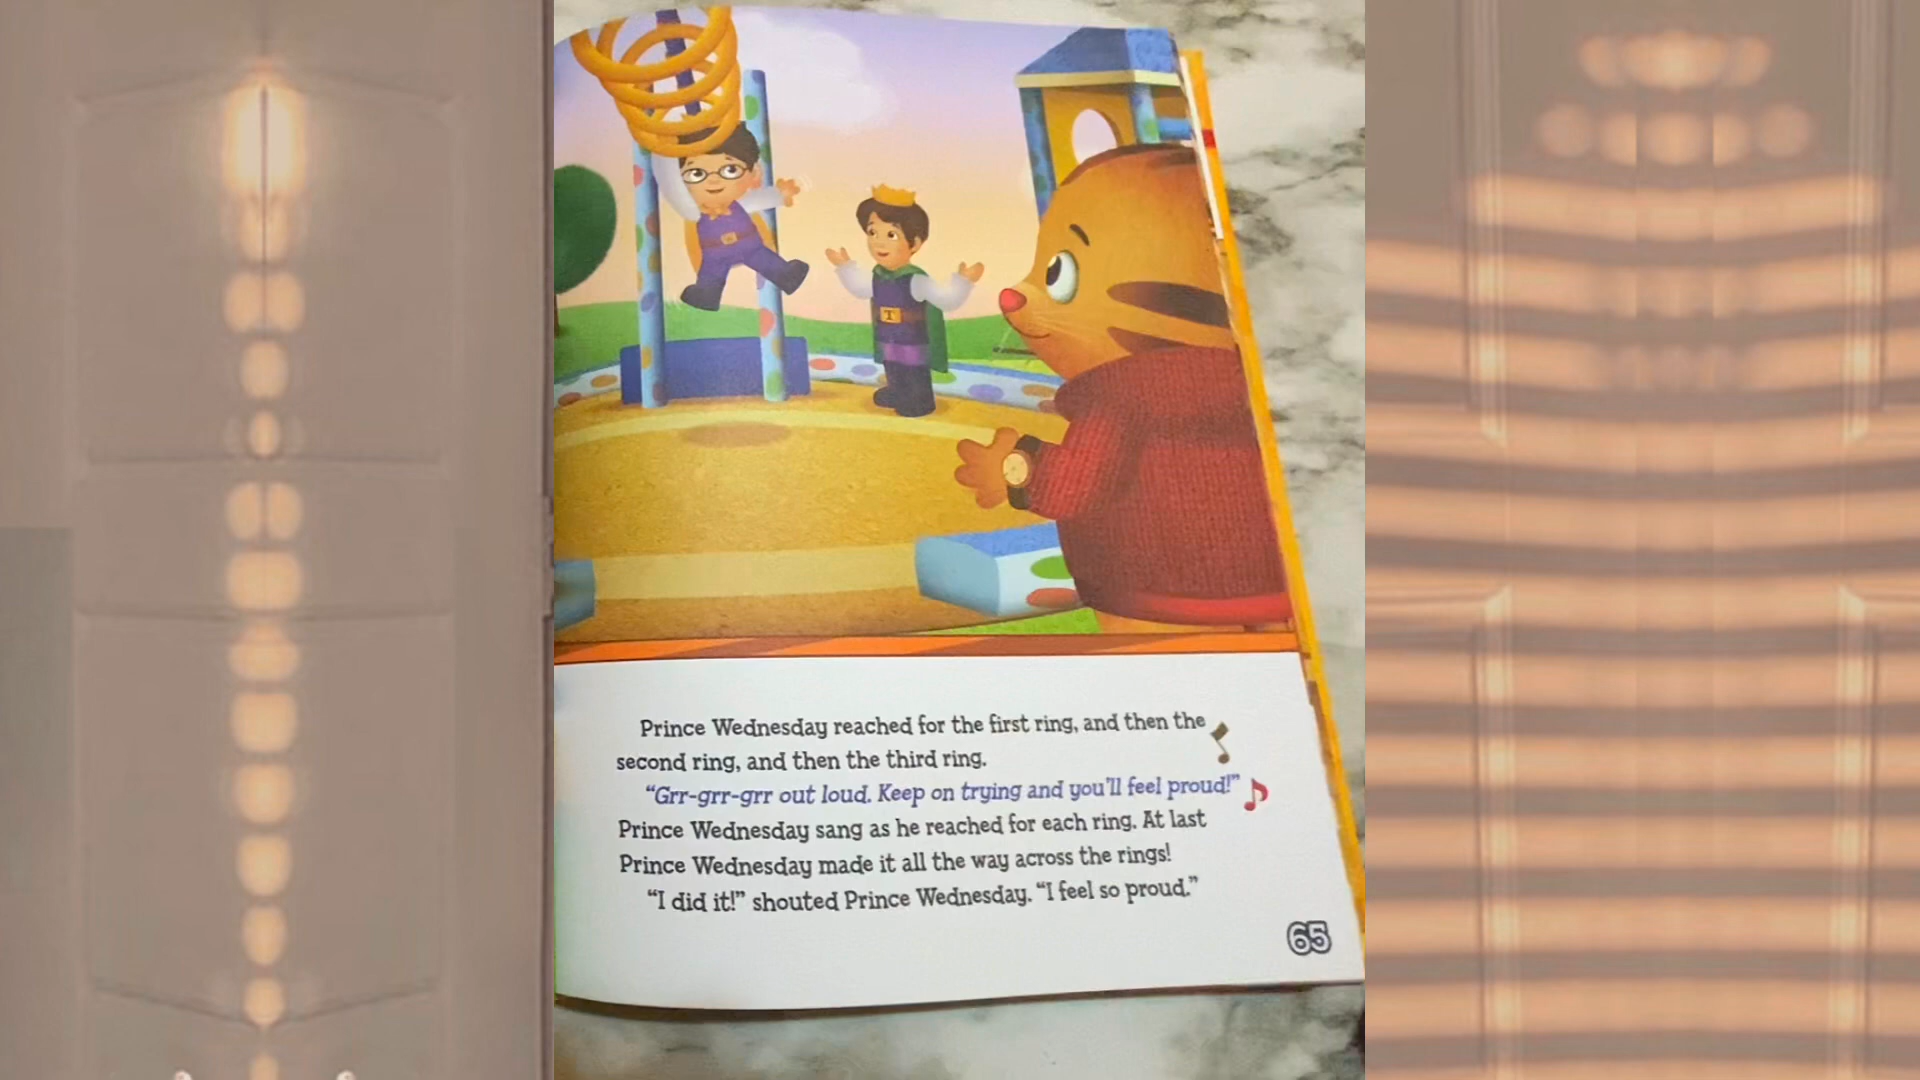 Prince Wednesday reached for the first ring, and then the
second ring, and then the third ring.
“Grr-grr-grr out loud. Keep on trying and you’ll feel proud!”
Prince Wednesday sang as he reached for each ring. At last
Prince Wednesday made it all the way across the rings!
“I did it!” shouted Prince Wednesday. “I feel so proud.”
65